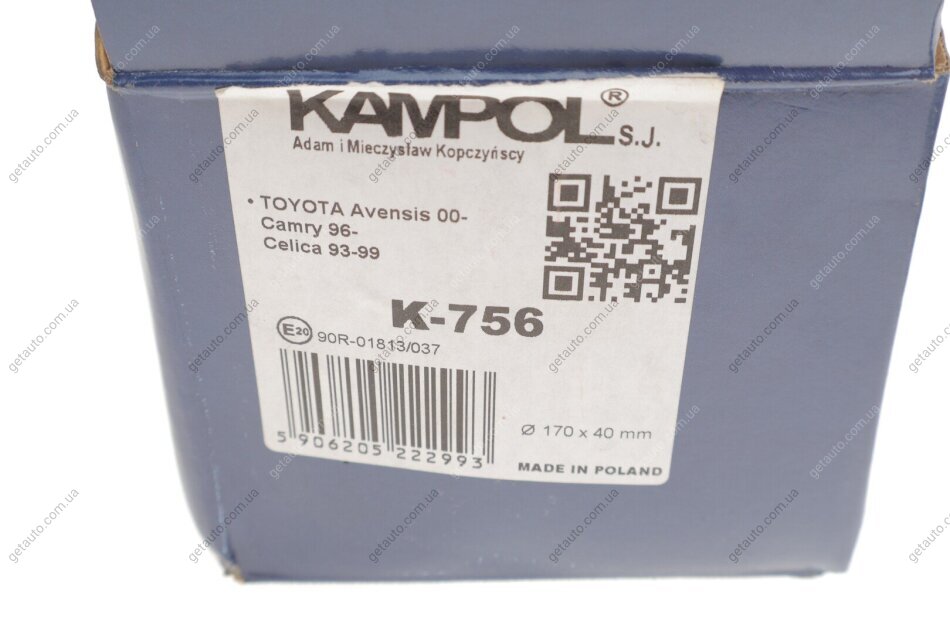 KAMPOL® S.J.
Adam i Mieczysław Kopczyńscy
• TOYOTA Avensis 00-
Camry 96-
Celica 93-99
K-756
E20 90R-01813/037
5 906205 222993
Ø 170 x 40 mm
MADE IN POLAND
getauto.com.ua